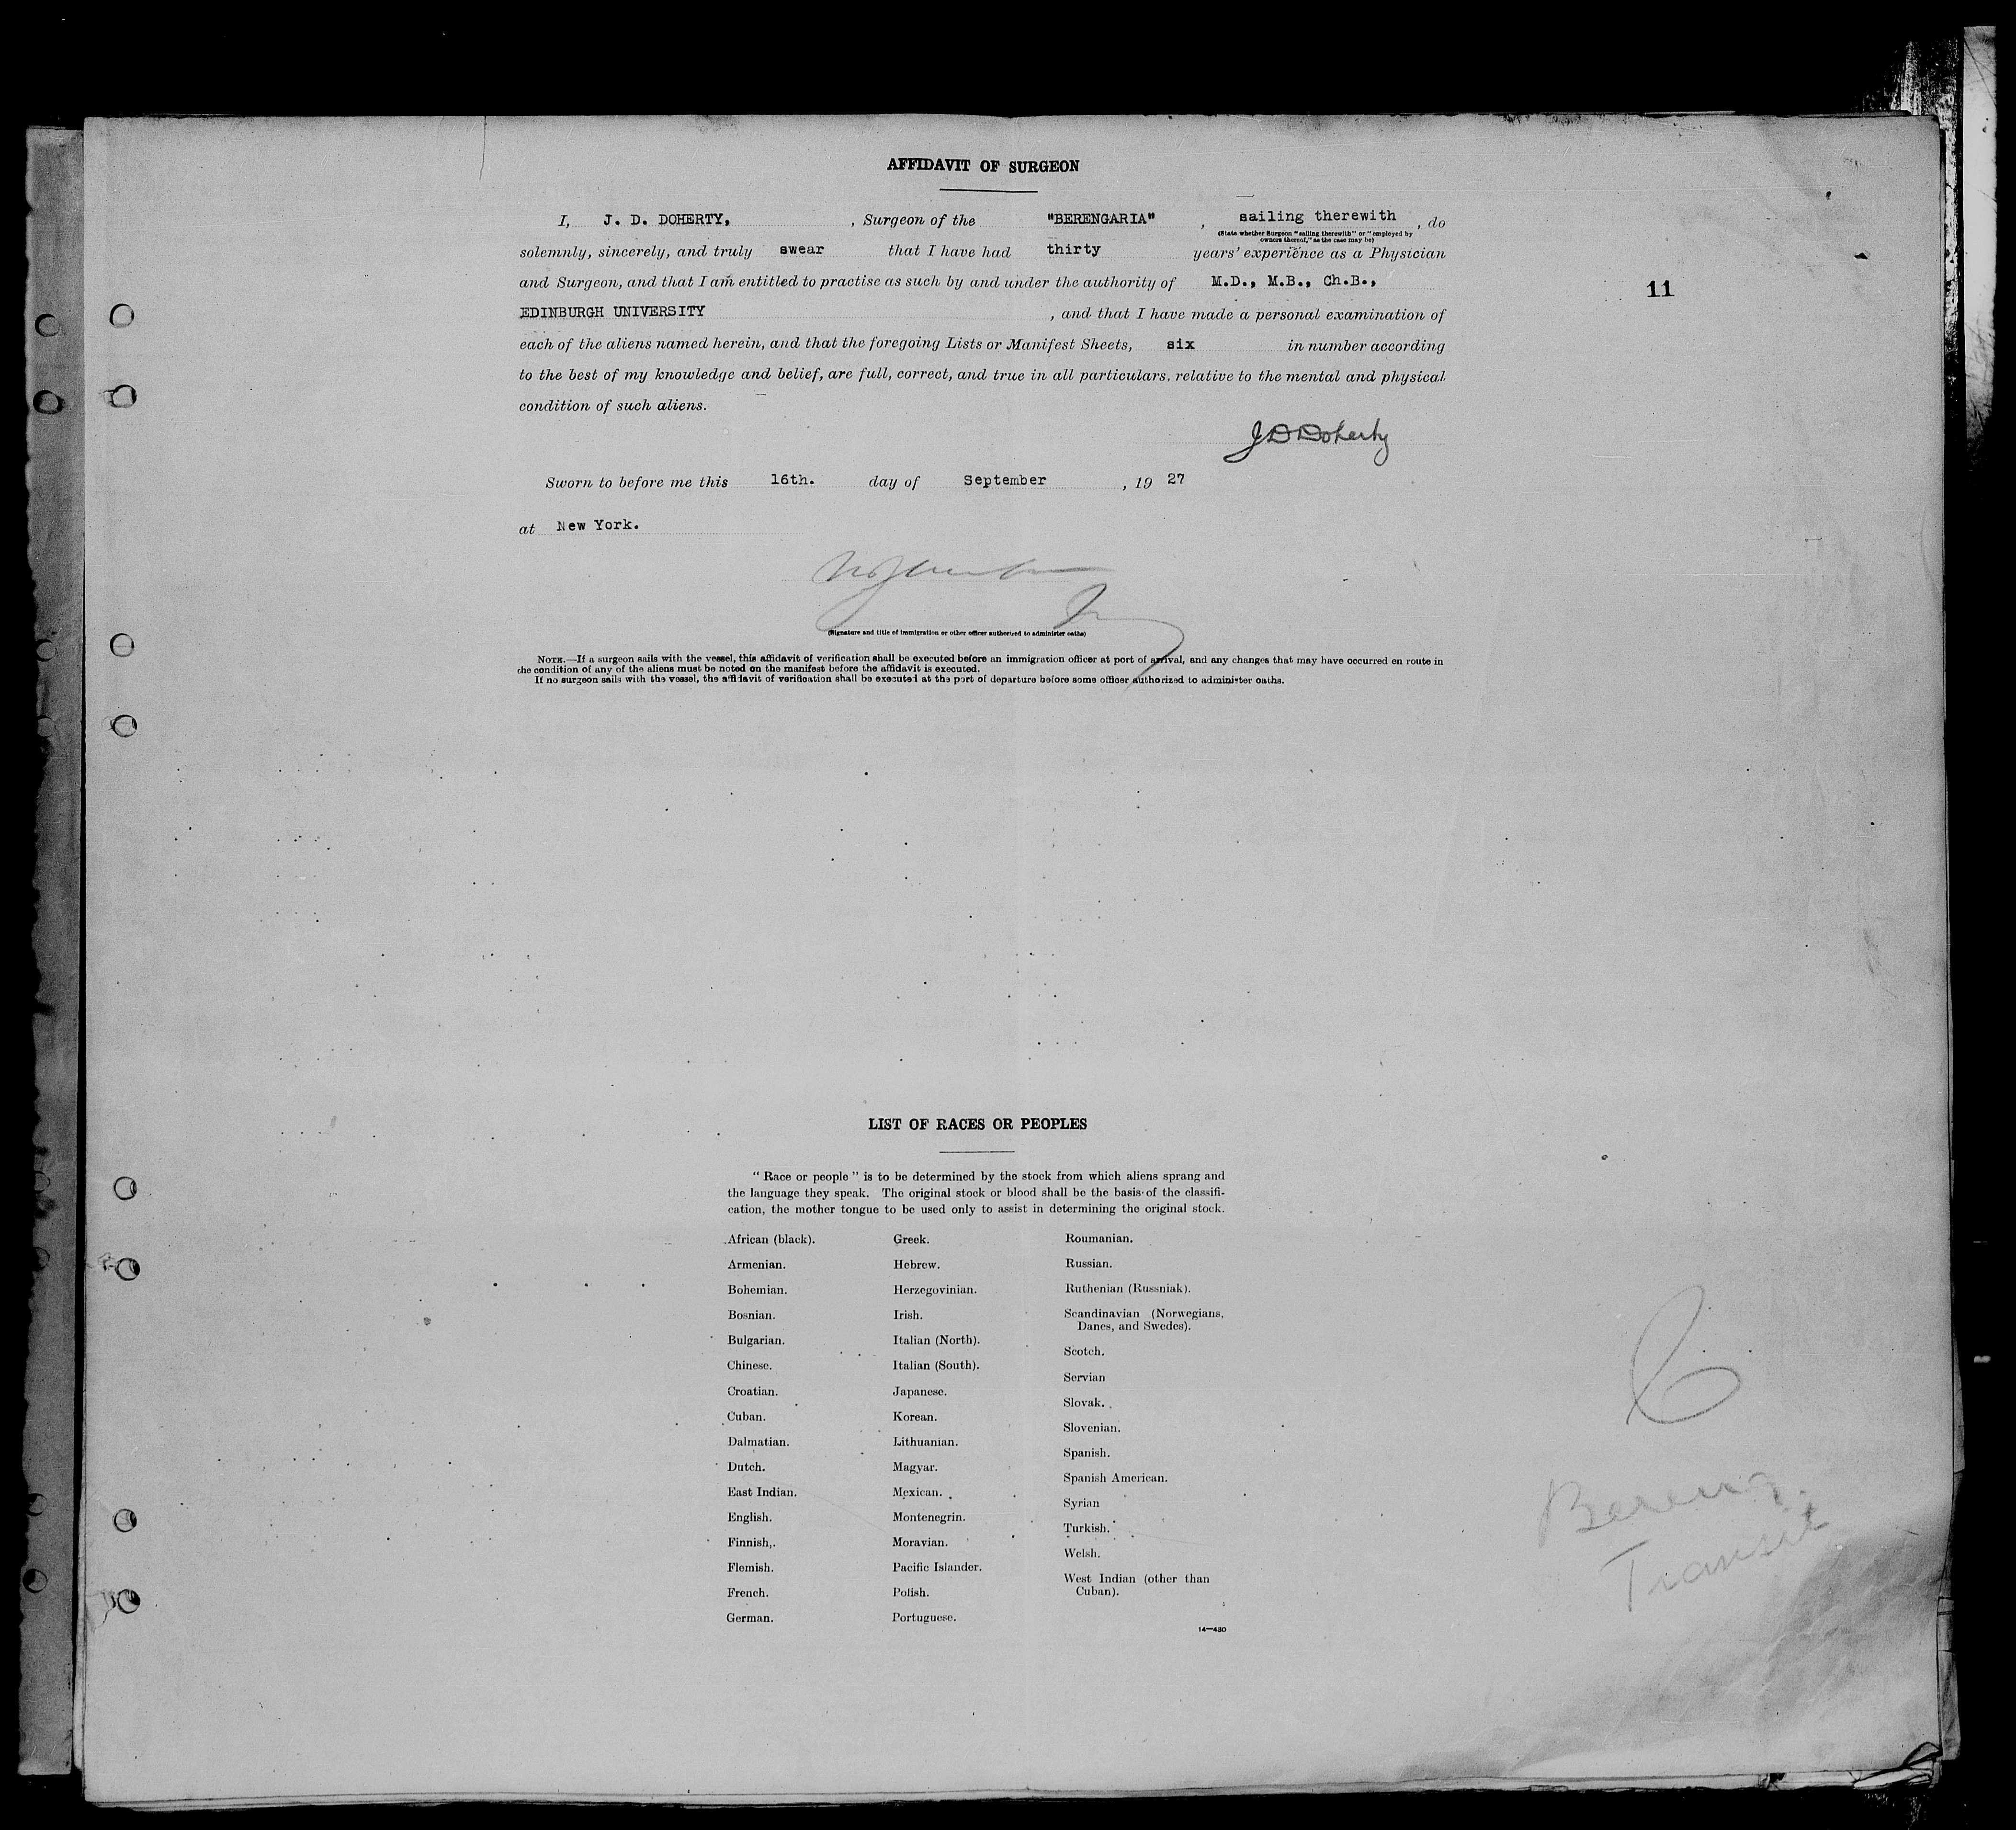 AFFIDAVIT OF SURGEON
I, J. D. DOHERTY, , Surgeon of the "BERENGARIA" , sailing therewith , do
(State whether Surgeon "sailing therewith" or "employed by
owners thereof," as the case may be)
solemnly, sincerely, and truly swear that I have had thirty years' experience as a Physician
and Surgeon, and that I am entitled to practise as such by and under the authority of M.D., M.B., Ch.B.,
11
EDINBURGH UNIVERSITY , and that I have made a personal examination of
each of the aliens named herein, and that the foregoing Lists or Manifest Sheets, six in number according
to the best of my knowledge and belief, are full, correct, and true in all particulars, relative to the mental and physical
condition of such aliens.
J D Doherty
Sworn to before me this 16th. day of September , 19 27
at New York.
(Signature and title of immigration or other officer authorized to administer oaths)
NOTE.—If a surgeon sails with the vessel, this affidavit of verification shall be executed before an immigration officer at port of arrival, and any changes that may have occurred en route in
the condition of any of the aliens must be noted on the manifest before the affidavit is executed.
If no surgeon sails with the vessel, the affidavit of verification shall be executed at the port of departure before some officer authorized to administer oaths.
LIST OF RACES OR PEOPLES
"Race or people" is to be determined by the stock from which aliens sprang and
the language they speak. The original stock or blood shall be the basis of the classifi-
cation, the mother tongue to be used only to assist in determining the original stock.
African (black).
Armenian.
Bohemian.
Bosnian.
Bulgarian.
Chinese.
Croatian.
Cuban.
Dalmatian.
Dutch.
East Indian.
English.
Finnish.
Flemish.
French.
German.
Greek.
Hebrew.
Herzegovinian.
Irish.
Italian (North).
Italian (South).
Japanese.
Korean.
Lithuanian.
Magyar.
Mexican.
Montenegrin.
Moravian.
Pacific Islander.
Polish.
Portuguese.
Roumanian.
Russian.
Ruthenian (Russniak).
Scandinavian (Norwegians,
Danes, and Swedes).
Scotch.
Servian
Slovak.
Slovenian.
Spanish.
Spanish American.
Syrian
Turkish.
Welsh.
West Indian (other than
Cuban).
14—430
Bereng.
Transit